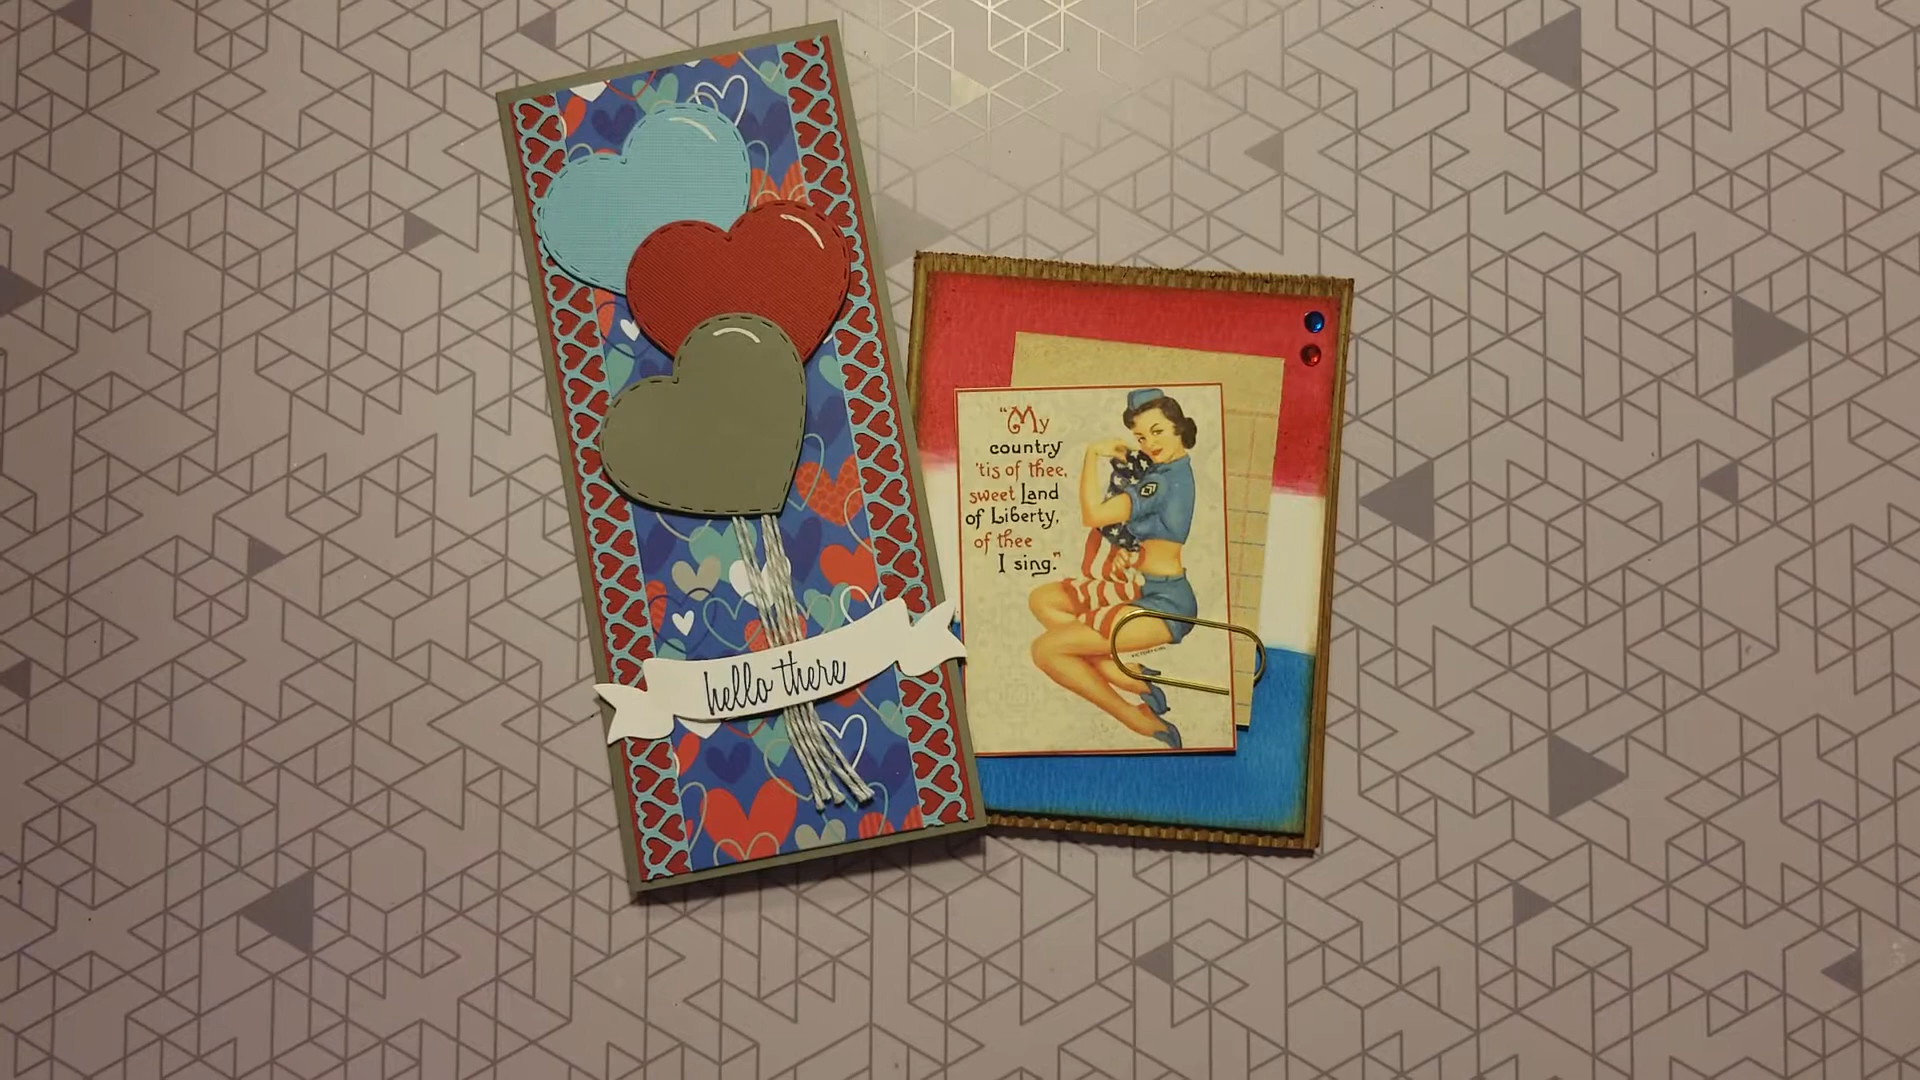 hello there
"My
country
'tis of thee,
sweet Land
of Liberty,
of thee
I sing."